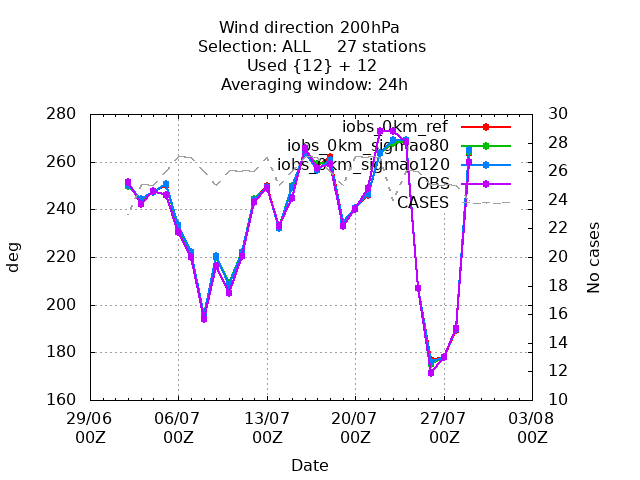 Wind direction 200hPa
Selection: ALL 27 stations
Used {12} + 12
Averaging window: 24h
280 30
iobs_0km_ref
28
iobs_0km_sigmao80
260 iobs_0km_sigmao120 26
OBS
240 CASES 24
22
220 20
18
200 16
14
180
12
160 10
deg
No cases
29/06 06/07 13/07 20/07 27/07 03/08
00Z 00Z 00Z 00Z 00Z 00Z
Date